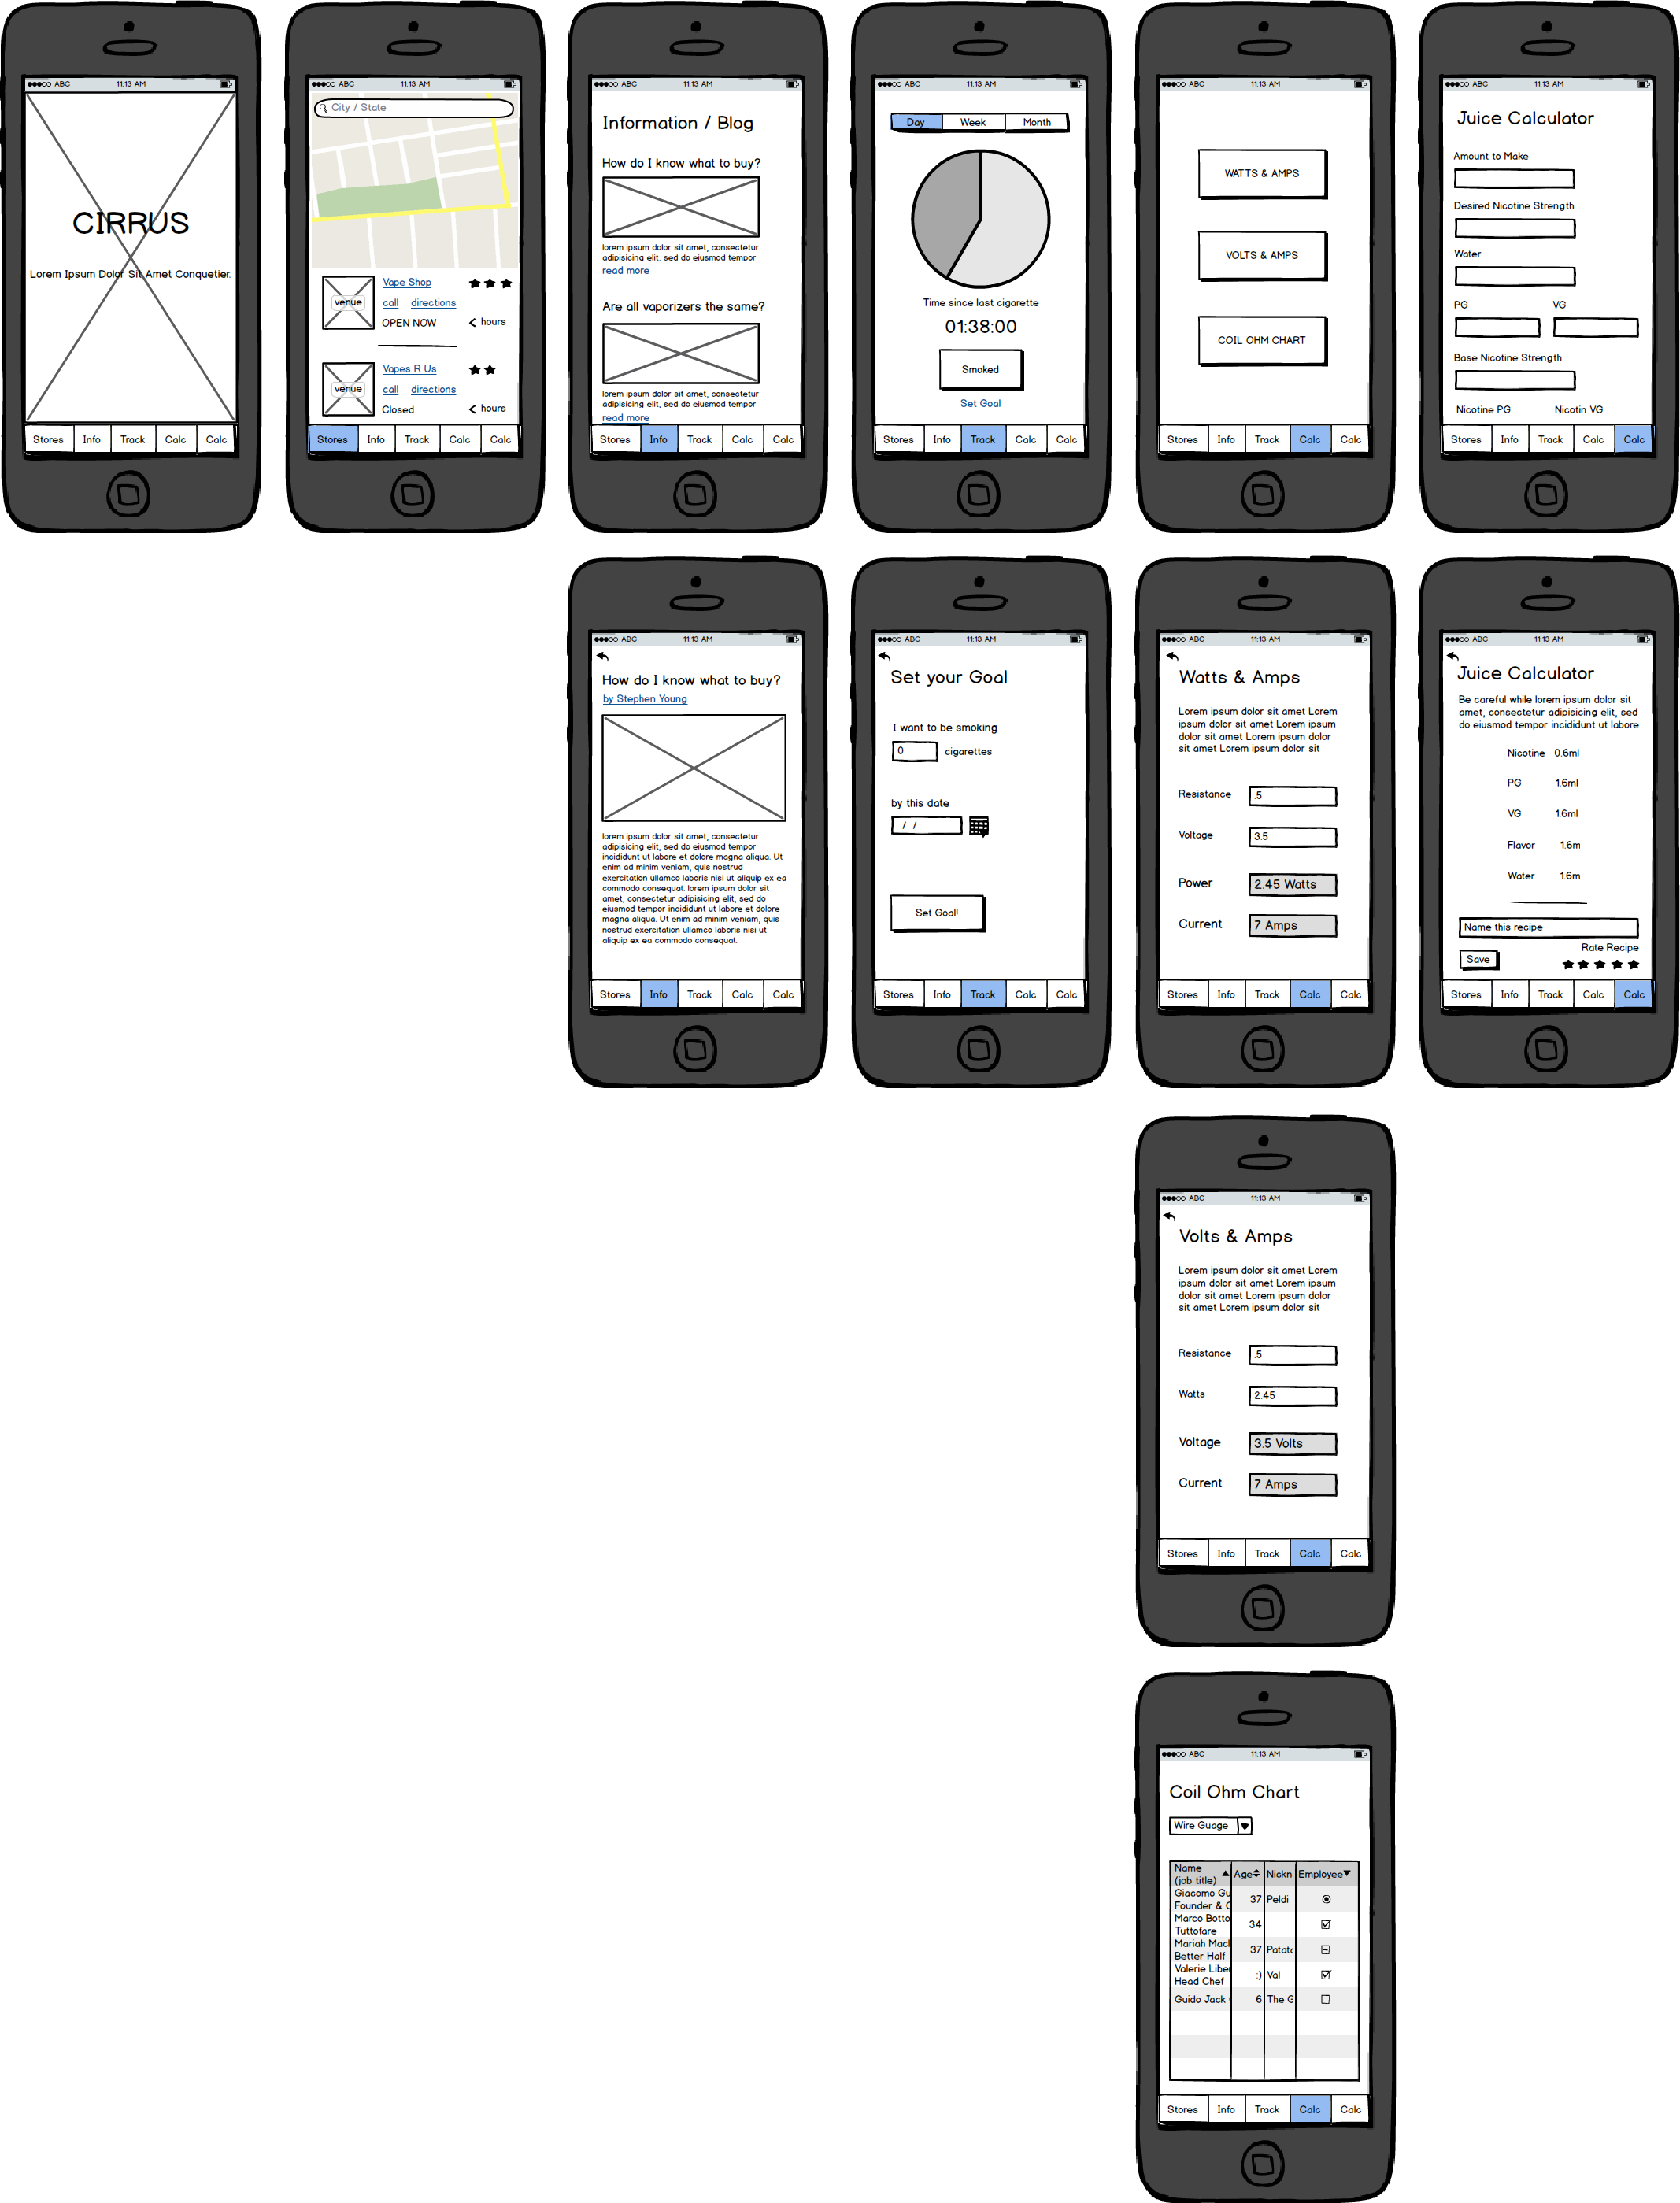 ABC 11:13 AM
CIRRUS
Lorem Ipsum Dolor Sit Amet Conquetier.
Stores Info Track Calc Calc
ABC 11:13 AM
City / State
venue
Vape Shop
call directions
OPEN NOW < hours
venue
Vapes R Us
call directions
Closed < hours
Stores Info Track Calc Calc
ABC 11:13 AM
Information / Blog
How do I know what to buy?
lorem ipsum dolor sit amet, consectetur
adipisicing elit, sed do eiusmod tempor
read more
Are all vaporizers the same?
lorem ipsum dolor sit amet, consectetur
adipisicing elit, sed do eiusmod tempor
read more
Stores Info Track Calc Calc
ABC 11:13 AM
Day Week Month
Time since last cigarette
01:38:00
Smoked
Set Goal
Stores Info Track Calc Calc
ABC 11:13 AM
WATTS & AMPS
VOLTS & AMPS
COIL OHM CHART
Stores Info Track Calc Calc
ABC 11:13 AM
Juice Calculator
Amount to Make
Desired Nicotine Strength
Water
PG VG
Base Nicotine Strength
Nicotine PG Nicotin VG
Stores Info Track Calc Calc
ABC 11:13 AM
How do I know what to buy?
by Stephen Young
lorem ipsum dolor sit amet, consectetur
adipisicing elit, sed do eiusmod tempor
incididunt ut labore et dolore magna aliqua. Ut
enim ad minim veniam, quis nostrud
exercitation ullamco laboris nisi ut aliquip ex ea
commodo consequat. lorem ipsum dolor sit
amet, consectetur adipisicing elit, sed do
eiusmod tempor incididunt ut labore et dolore
magna aliqua. Ut enim ad minim veniam, quis
nostrud exercitation ullamco laboris nisi ut
aliquip ex ea commodo consequat.
Stores Info Track Calc Calc
ABC 11:13 AM
Set your Goal
I want to be smoking
0 cigarettes
by this date
/ /
Set Goal!
Stores Info Track Calc Calc
ABC 11:13 AM
Watts & Amps
Lorem ipsum dolor sit amet Lorem
ipsum dolor sit amet Lorem ipsum
dolor sit amet Lorem ipsum dolor
sit amet Lorem ipsum dolor sit
Resistance .5
Voltage 3.5
Power 2.45 Watts
Current 7 Amps
Stores Info Track Calc Calc
ABC 11:13 AM
Juice Calculator
Be careful while lorem ipsum dolor sit
amet, consectetur adipisicing elit, sed
do eiusmod tempor incididunt ut labore
Nicotine 0.6ml
PG 1.6ml
VG 1.6ml
Flavor 1.6m
Water 1.6m
Name this recipe
Rate Recipe
Save
Stores Info Track Calc Calc
ABC 11:13 AM
Volts & Amps
Lorem ipsum dolor sit amet Lorem
ipsum dolor sit amet Lorem ipsum
dolor sit amet Lorem ipsum dolor
sit amet Lorem ipsum dolor sit
Resistance .5
Watts 2.45
Voltage 3.5 Volts
Current 7 Amps
Stores Info Track Calc Calc
ABC 11:13 AM
Coil Ohm Chart
Wire Guage
Name
(job title) Age Nickn Employee
Giacomo Gu
Founder & C 37 Peldi
Marco Botto
Tuttofare 34
Mariah Macl
Better Half 37 Patata
Valerie Liber
Head Chef :) Val
Guido Jack 6 The G
Stores Info Track Calc Calc